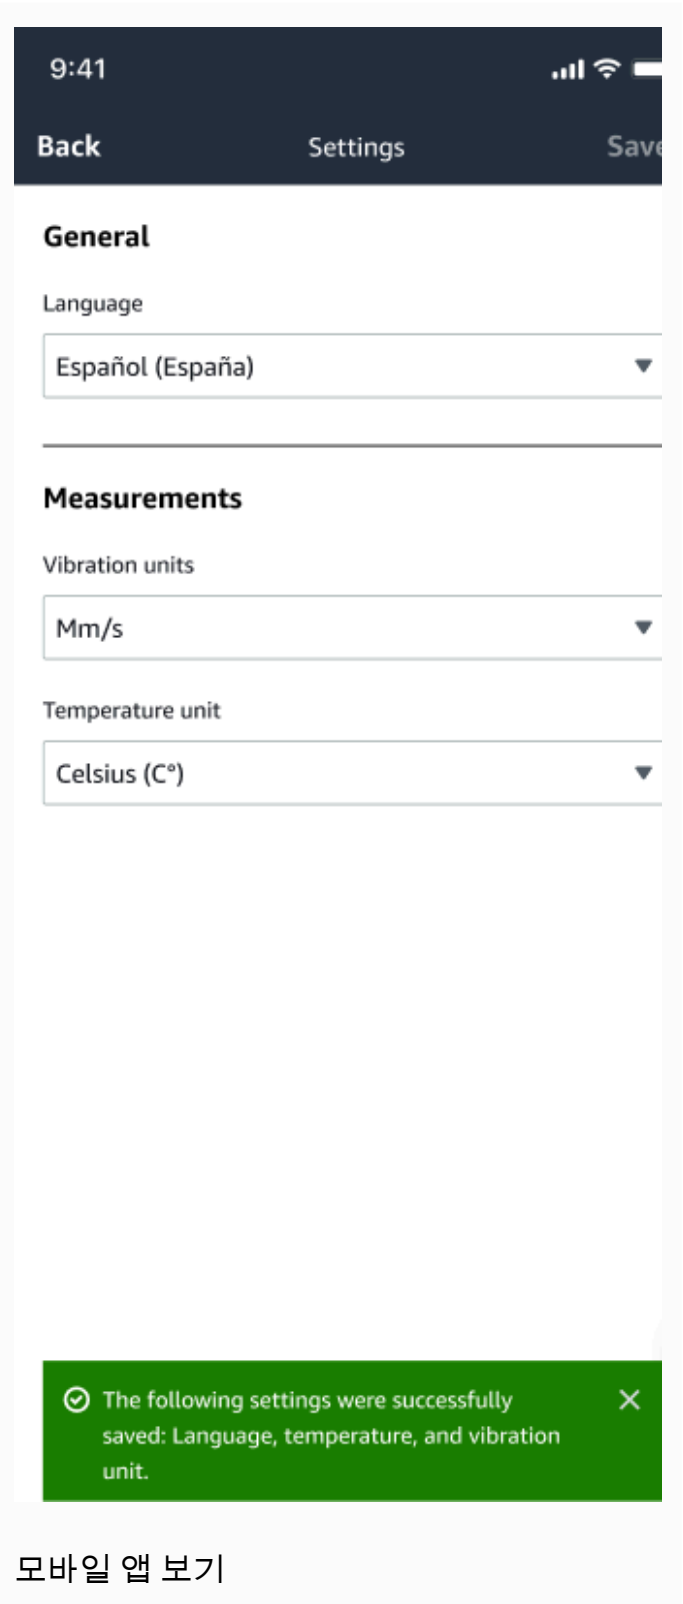 9:41
Back Settings Save
General
Language
Español (España)
Measurements
Vibration units
Mm/s
Temperature unit
Celsius (C°)
The following settings were successfully
saved: Language, temperature, and vibration
unit.
모바일 앱 보기